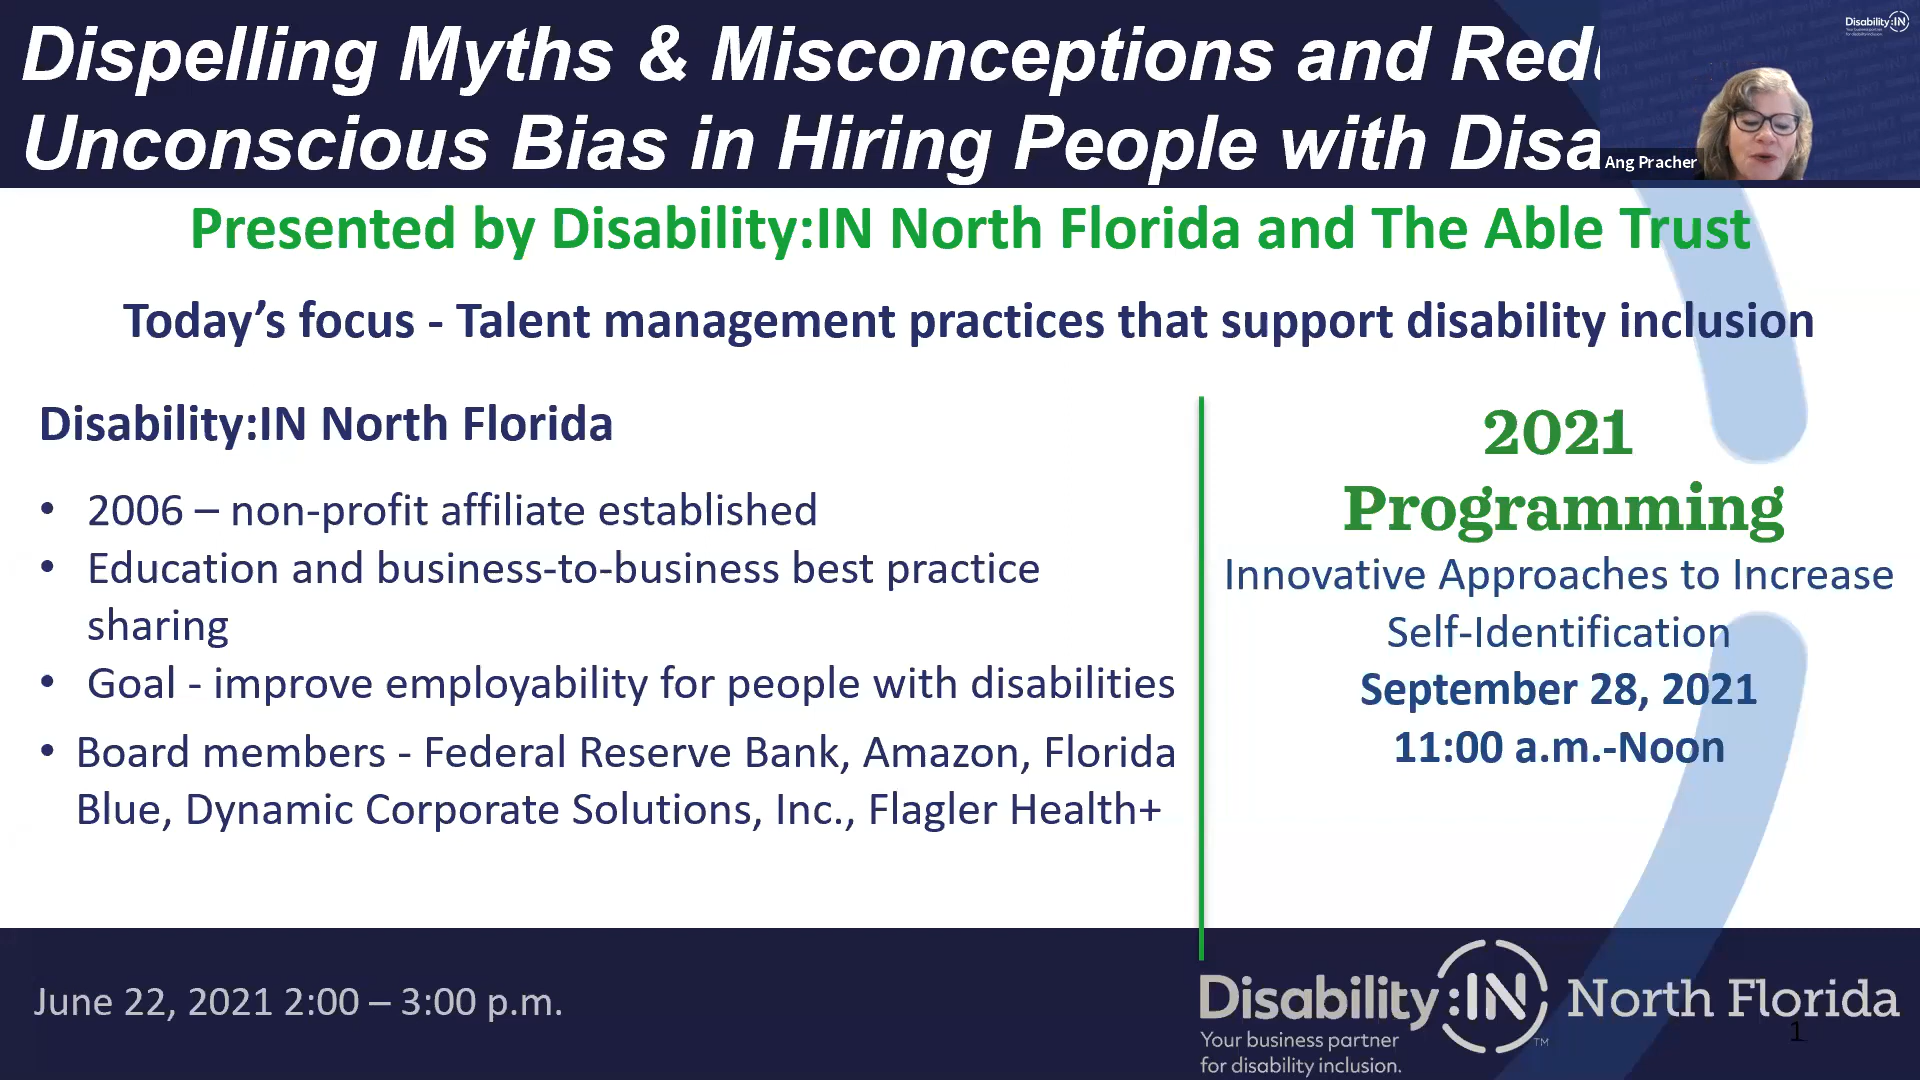 Dispelling Myths & Misconceptions and Redu
Unconscious Bias in Hiring People with Disa
Disability:IN
Ang Pracher
Presented by Disability:IN North Florida and The Able Trust
Today’s focus - Talent management practices that support disability inclusion
Disability:IN North Florida
• 2006 – non-profit affiliate established
• Education and business-to-business best practice
sharing
• Goal - improve employability for people with disabilities
• Board members - Federal Reserve Bank, Amazon, Florida
Blue, Dynamic Corporate Solutions, Inc., Flagler Health+
2021
Programming
Innovative Approaches to Increase
Self-Identification
September 28, 2021
11:00 a.m.-Noon
June 22, 2021 2:00 – 3:00 p.m.
Disability:IN North Florida
TM
Your business partner
for disability inclusion.
1